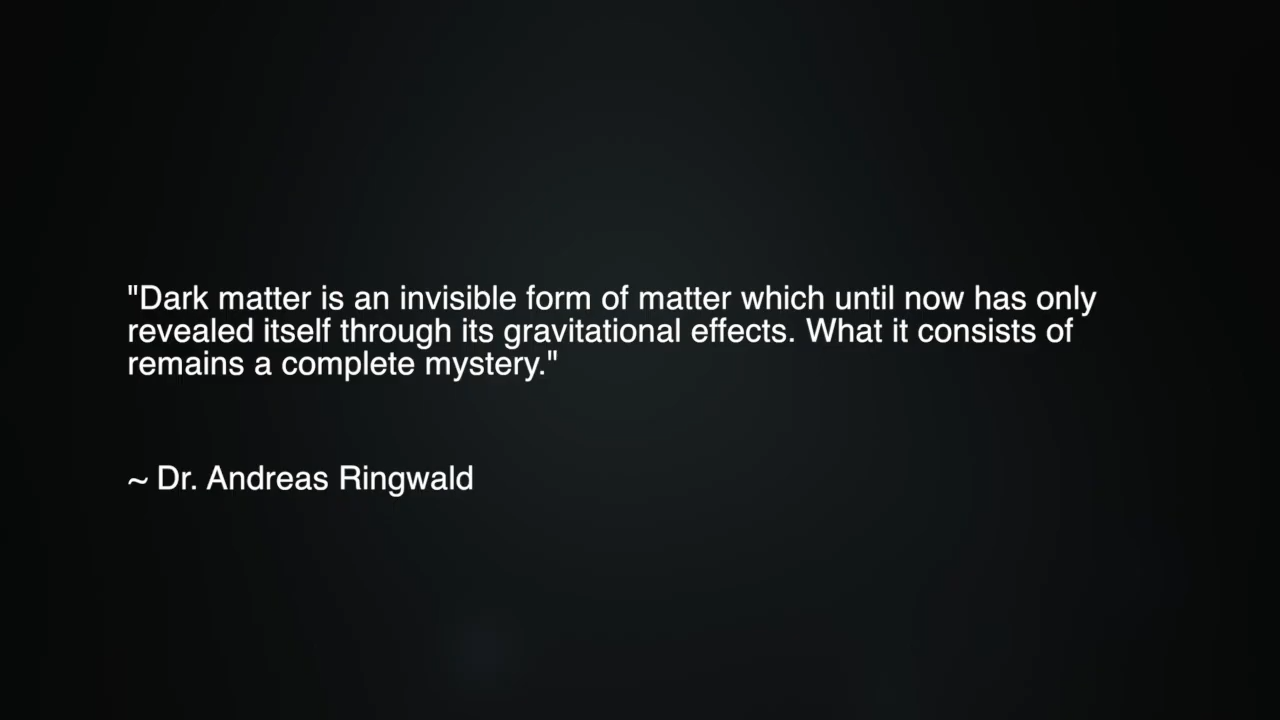 "Dark matter is an invisible form of matter which until now has only
revealed itself through its gravitational effects. What it consists of
remains a complete mystery."
~ Dr. Andreas Ringwald